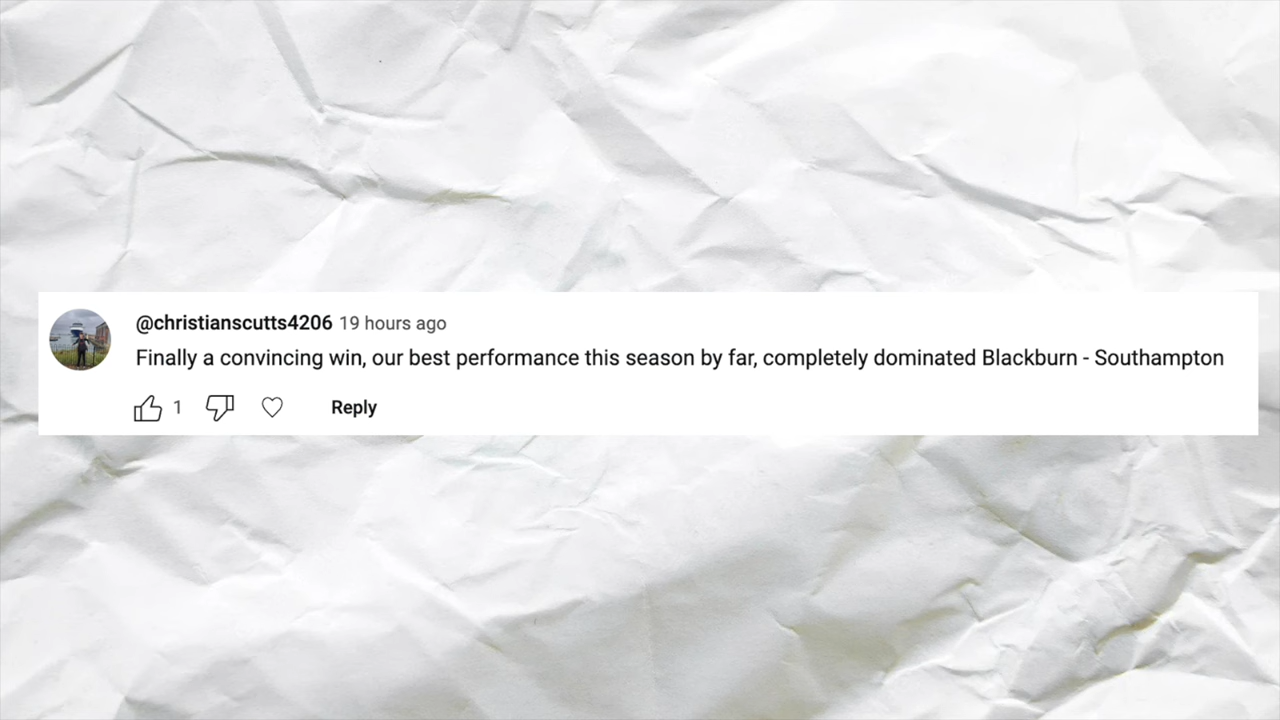 @christianscutts4206 19 hours ago
Finally a convincing win, our best performance this season by far, completely dominated Blackburn - Southampton
1 Reply